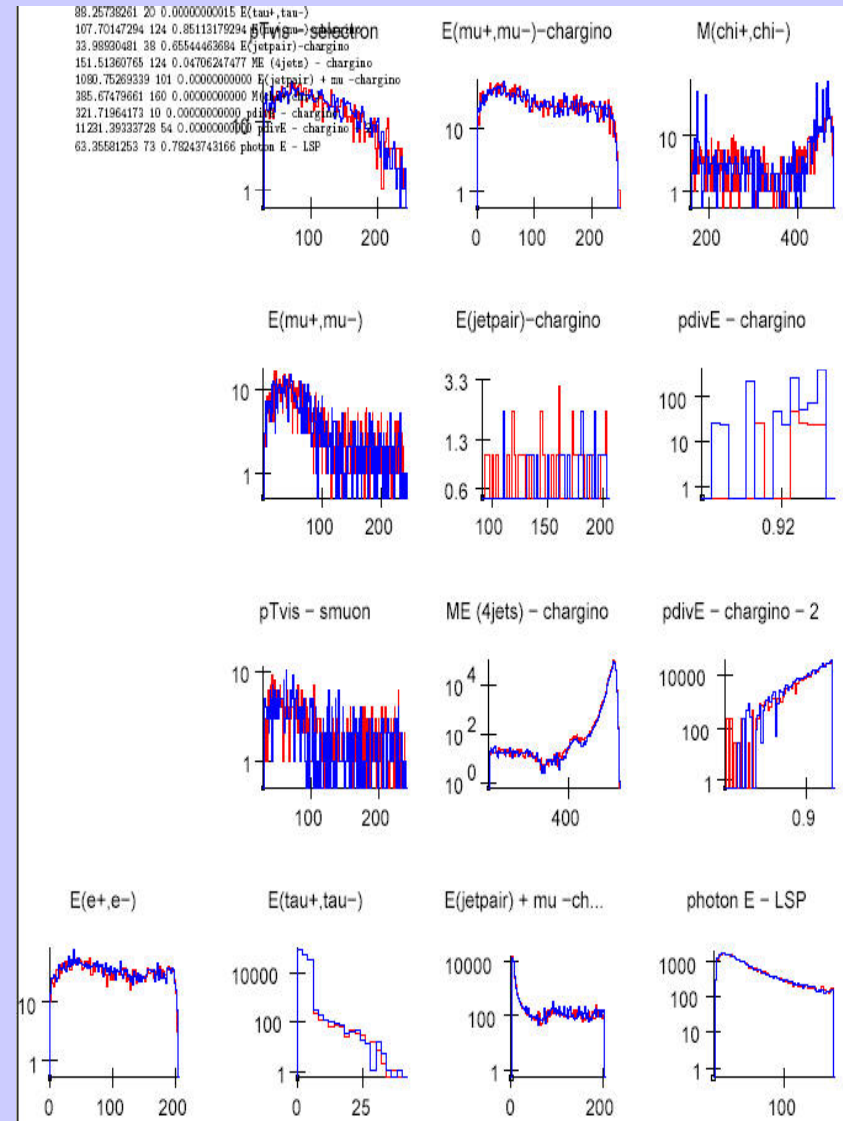 88.25738261 20 0.00000000015 E(tau+,tau-)
107.70147294 124 0.85113179294
33.98930481 38 0.65544463684 E(jetpair)-chargino
151.51360765 124 0.04706247477 ME (4jets) - chargino
1080.75269339 101 0.00000000000 E(jetpair) + mu -chargino
385.67479661 160 0.00000000000
321.71964173 10 0.00000000000 pdivE - chargino
11231.39333728 54 0.00000000000 pdivE - chargino
63.35581253 73 0.78243743166 photon E - LSP
pTvis - selectron
E(mu+,mu-)-chargino
M(chi+,chi-)
1
100 200
10
1
0 100 200
10
1
200 400
E(mu+,mu-)
E(jetpair)-chargino
pdivE - chargino
10
1
100 200
3.3
1.3
0.6
100 150 200
100
10
1
0.92
pTvis - smuon
ME (4jets) - chargino
pdivE - chargino - 2
10
1
100 200
10 4
10 2
10 0
400
10000
100
1
0.9
E(e+,e-)
E(tau+,tau-)
E(jetpair) + mu -ch...
photon E - LSP
10
1
0 100 200
10000
100
1
0 25
10000
100
1
0 200
1000
100
10
1
100